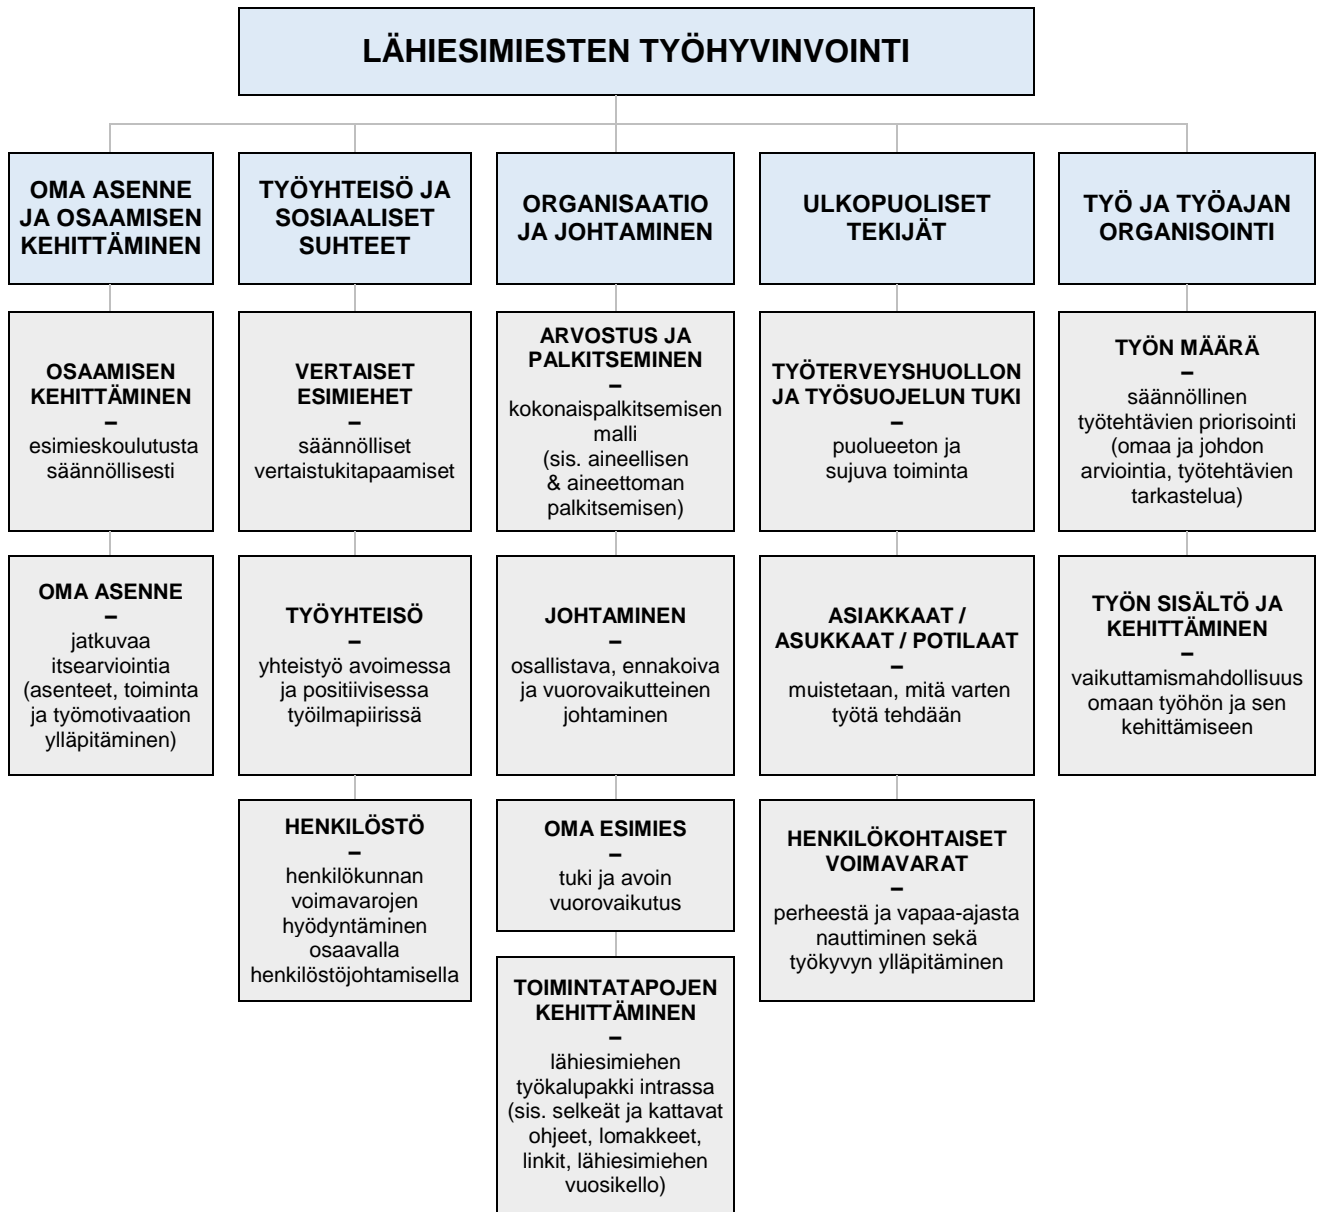 LÄHIESIMIESTEN TYÖHYVINVOINTI
OMA ASENNE
JA OSAAMISEN
KEHITTÄMINEN
TYÖYHTEISÖ JA
SOSIAALISET
SUHTEET
ORGANISAATIO
JA JOHTAMINEN
ULKOPUOLISET
TEKIJÄT
TYÖ JA TYÖAJAN
ORGANISOINTI
OSAAMISEN
KEHITTÄMINEN
–
esimieskoulutusta
säännöllisesti
OMA ASENNE
–
jatkuvaa
itsearviointia
(asenteet, toiminta
ja työmotivaation
ylläpitäminen)
VERTAISET
ESIMIEHET
–
säännölliset
vertaistukitapaamiset
TYÖYHTEISÖ
–
yhteistyö avoimessa
ja positiivisessa
työilmapiirissä
HENKILÖSTÖ
–
henkilökunnan
voimavarojen
hyödyntäminen
osaavalla
henkilöstöjohtamisella
ARVOSTUS JA
PALKITSEMINEN
–
kokonaispalkitsemisen
malli
(sis. aineellisen
& aineettoman
palkitsemisen)
JOHTAMINEN
–
osallistava, ennakoiva
ja vuorovaikutteinen
johtaminen
OMA ESIMIES
–
tuki ja avoin
vuorovaikutus
TOIMINTATAPOJEN
KEHITTÄMINEN
–
lähiesimiehen
työkalupakki intrassa
(sis. selkeät ja kattavat
ohjeet, lomakkeet,
linkit, lähiesimiehen
vuosikello)
TYÖTERVEYSHUOLLON
JA TYÖSUOJELUN TUKI
–
puolueeton ja
sujuva toiminta
ASIAKKAAT /
ASUKKAAT / POTILAAT
–
muistetaan, mitä varten
työtä tehdään
HENKILÖKOHTAISET
VOIMAVARAT
–
perheestä ja vapaa-ajasta
nauttiminen sekä
työkyvyn ylläpitäminen
TYÖN MÄÄRÄ
–
säännöllinen
työtehtävien priorisointi
(omaa ja johdon
arviointia, työtehtävien
tarkastelua)
TYÖN SISÄLTÖ JA
KEHITTÄMINEN
–
vaikuttamismahdollisuus
omaan työhön ja sen
kehittämiseen